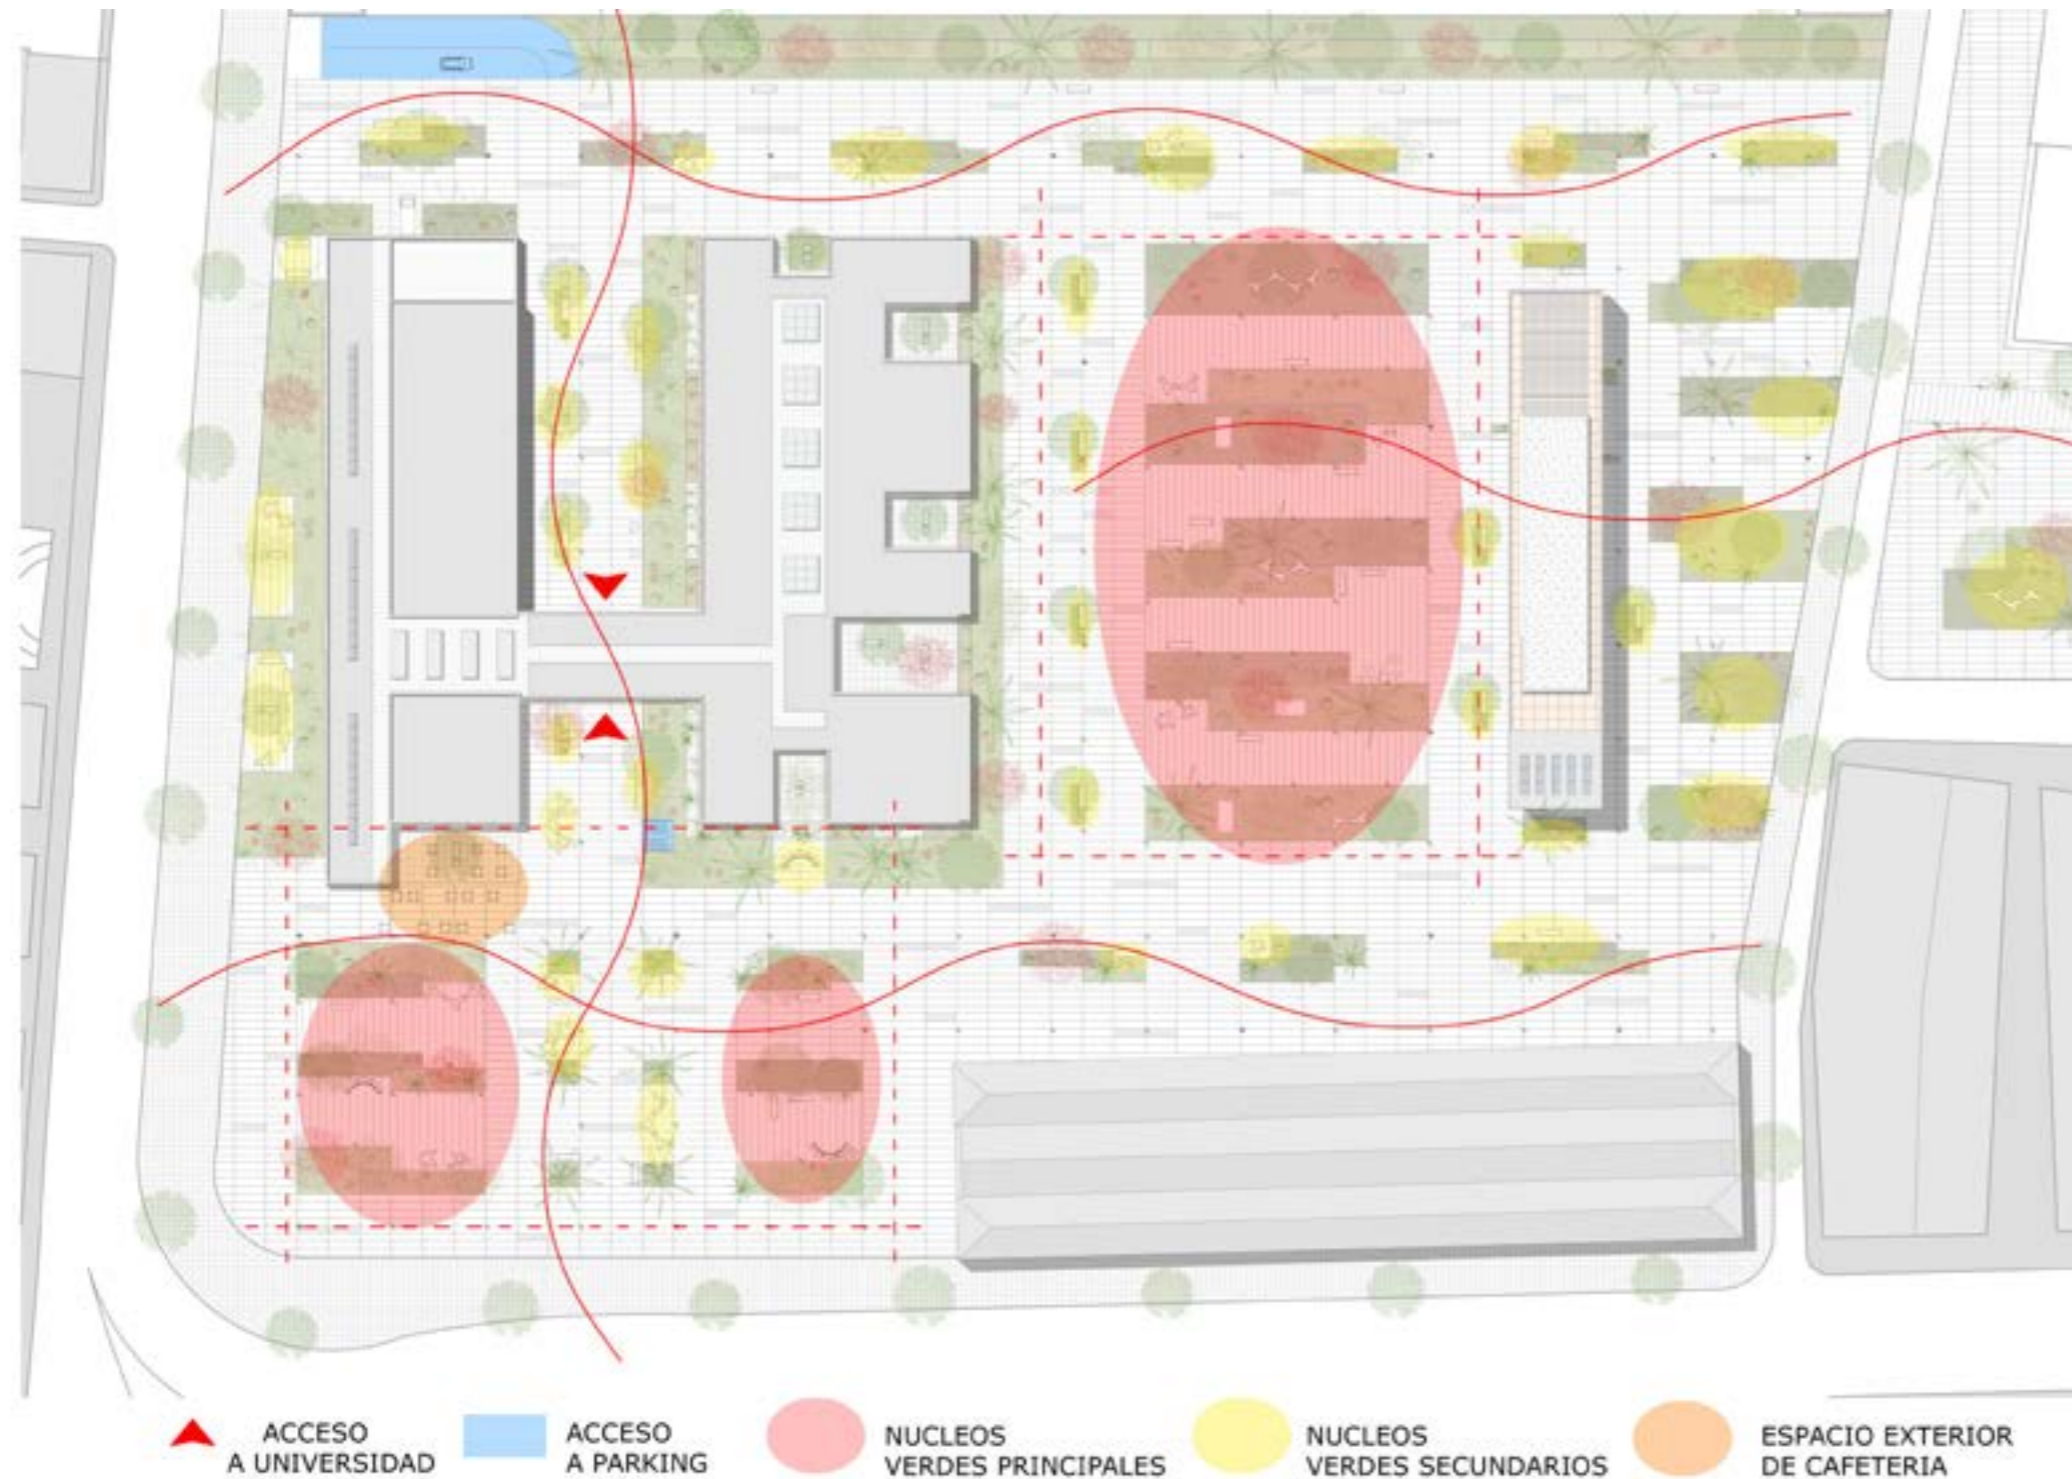 ACCESO
A UNIVERSIDAD
ACCESO
A PARKING
NUCLEOS
VERDES PRINCIPALES
NUCLEOS
VERDES SECUNDARIOS
ESPACIO EXTERIOR
DE CAFETERIA